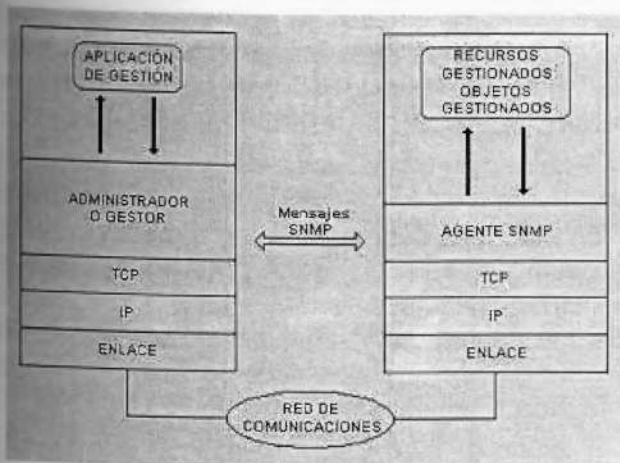 APLICACIÓN
DE GESTIÓN
ADMINISTRADOR
O GESTOR
TCP
IP
ENLACE
Mensajes
SNMP
RECURSOS
GESTIONADOS
OBJETOS
GESTIONADOS
AGENTE SNMP
TCP
IP
ENLACE
RED DE
COMUNICACIONES